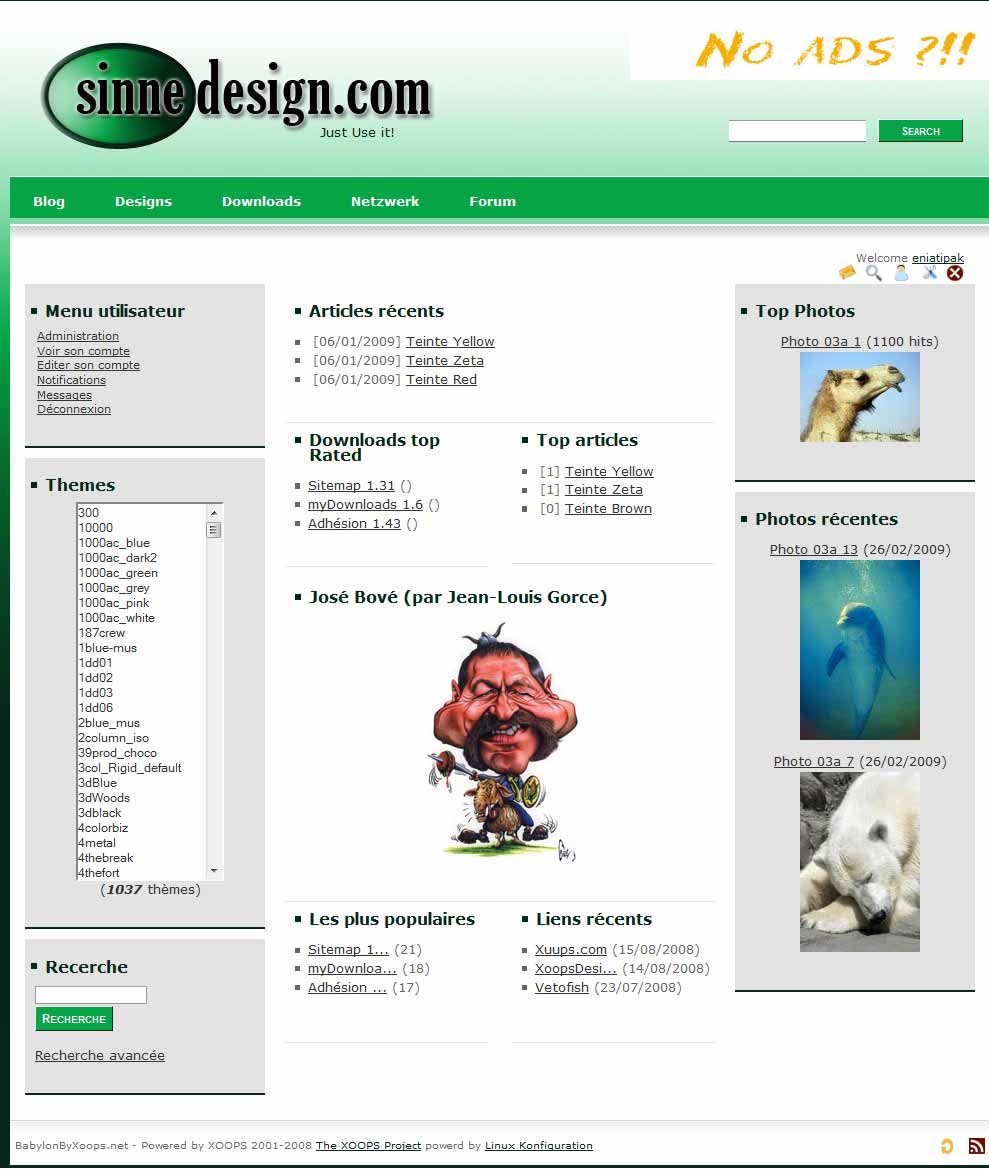 No ADS ?!!
sinnedesign.com
Just Use it!
SEARCH
Blog Designs Downloads Netzwerk Forum
Welcome eniatipak
Menu utilisateur
Administration
Voir son compte
Editer son compte
Notifications
Messages
Déconnexion
Themes
300
10000
1000ac_blue
1000ac_dark2
1000ac_green
1000ac_grey
1000ac_pink
1000ac_white
187crew
1blue-mus
1dd01
1dd02
1dd03
1dd06
2blue_mus
2column_iso
39prod_choco
3col_Rigid_default
3dBlue
3dWoods
3dblack
4colorbiz
4metal
4thebreak
4thefort
(1037 thèmes)
Recerche
RECHERCHE
Recherche avancée
Articles récents
[06/01/2009] Teinte Yellow
[06/01/2009] Teinte Zeta
[06/01/2009] Teinte Red
Downloads top
Rated
Sitemap 1.31 ()
myDownloads 1.6 ()
Adhésion 1.43 ()
Top articles
[1] Teinte Yellow
[1] Teinte Zeta
[0] Teinte Brown
José Bové (par Jean-Louis Gorce)
Les plus populaires
Sitemap 1... (21)
myDownloa... (18)
Adhésion ... (17)
Liens récents
Xuups.com (15/08/2008)
XoopsDesi... (14/08/2008)
Vetofish (23/07/2008)
Top Photos
Photo 03a 1 (1100 hits)
Photos récentes
Photo 03a 13 (26/02/2009)
Photo 03a 7 (26/02/2009)
BabylonByXoops.net - Powered by XOOPS 2001-2008 The XOOPS Project powerd by Linux Konfiguration